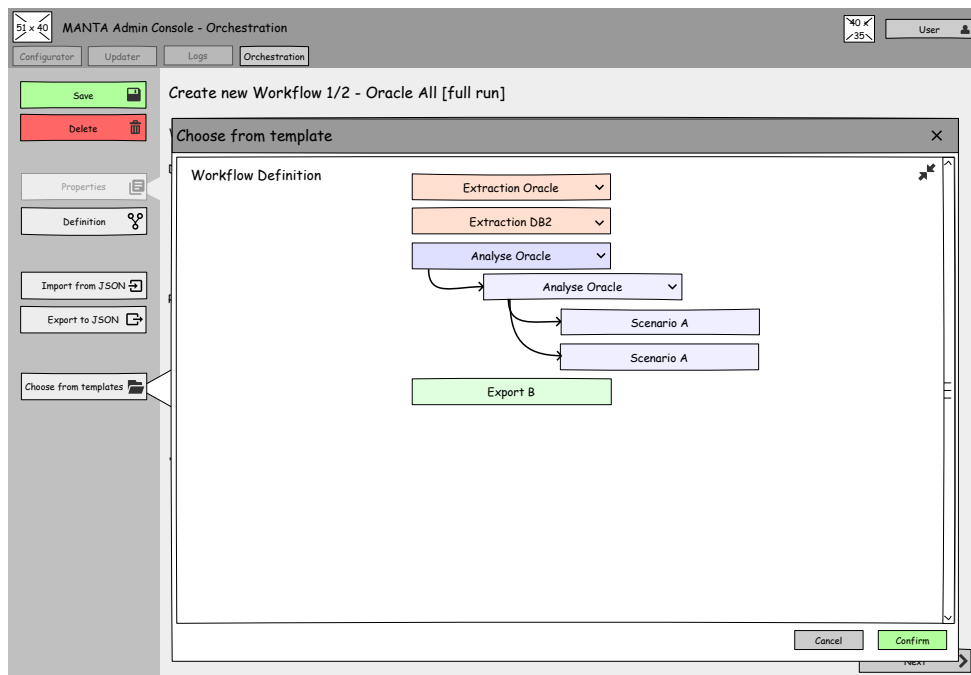 51 x 40
MANTA Admin Console - Orchestration
40 x
35
User
Configurator
Updater
Logs
Orchestration
Save
Delete
Properties
Definition
Import from JSON
Export to JSON
Choose from templates
Create new Workflow 1/2 - Oracle All [full run]
Choose from template
Workflow Definition
Extraction Oracle
Extraction DB2
Analyse Oracle
Analyse Oracle
Scenario A
Scenario A
Export B
Cancel
Confirm
Next